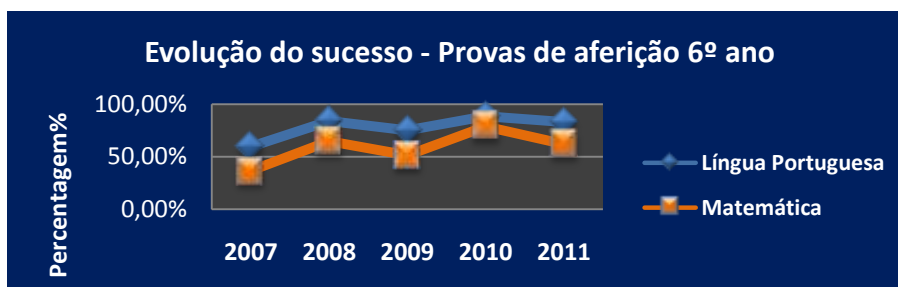 Evolução do sucesso - Provas de aferição 6º ano
Percentagem%
100,00%
50,00%
0,00%
2007 2008 2009 2010 2011
Língua Portuguesa
Matemática